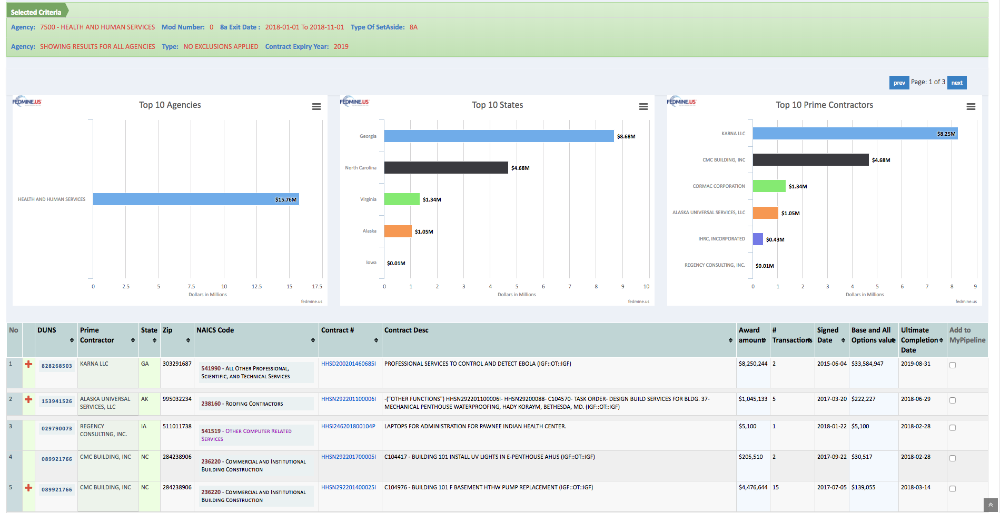 Selected Criteria
Agency: 7500 - HEALTH AND HUMAN SERVICES Mod Number: 0 8a Exit Date : 2018-01-01 To 2018-11-01 Type Of SetAside: 8A
Agency: SHOWING RESULTS FOR ALL AGENCIES Type: NO EXCLUSIONS APPLIED Contract Expiry Year: 2019
prev Page: 1 of 3 next
FEDMINE.US
Top 10 Agencies
HEALTH AND HUMAN SERVICES
$15.76M
0 2.5 5 7.5 10 12.5 15 17.5
Dollars in Millions
fedmine.us
FEDMINE.US
Top 10 States
Georgia $8.68M
North Carolina $4.68M
Virginia $1.34M
Alaska $1.05M
Iowa $0.01M
0 1 2 3 4 5 6 7 8 9 10
Dollars in Millions
fedmine.us
FEDMINE.US
Top 10 Prime Contractors
KARNA LLC $8.25M
CMC BUILDING, INC $4.68M
CORMAC CORPORATION $1.34M
ALASKA UNIVERSAL SERVICES, LLC $1.05M
IHRC, INCORPORATED $0.43M
REGENCY CONSULTING, INC. $0.01M
0 1 2 3 4 5 6 7 8 9
Dollars in Millions
fedmine.us
No DUNS Prime Contractor State Zip NAICS Code Contract # Contract Desc Award amount # Transactions Signed Date Base and All Options value Ultimate Completion Date Add to MyPipeline
1 828268503 KARNA LLC GA 303291687 541990 - All Other Professional, Scientific, and Technical Services HHSD200201460685I PROFESSIONAL SERVICES TO CONTROL AND DETECT EBOLA (IGF::OT::IGF) $8,250,244 2 2015-06-04 $33,584,947 2019-08-31
2 153941526 ALASKA UNIVERSAL SERVICES, LLC AK 995032234 238160 - Roofing Contractors HHSN292201100006I -("OTHER FUNCTIONS") HHSN292201100006I- HHSN29200088- C104570- TASK ORDER- DESIGN BUILD SERVICES FOR BLDG. 37- MECHANICAL PENTHOUSE WATERPROOFING, HADY KORAYM, BETHESDA, MD. (IGF::OT::IGF) $1,045,133 5 2017-03-20 $222,227 2018-06-29
3 029790073 REGENCY CONSULTING, INC. IA 511011738 541519 - Other Computer Related Services HHSI246201800104P LAPTOPS FOR ADMINISTRATION FOR PAWNEE INDIAN HEALTH CENTER. $5,100 1 2018-01-22 $5,100 2018-02-28
4 089921766 CMC BUILDING, INC NC 284238906 236220 - Commercial and Institutional Building Construction HHSN292201700005I C104417 - BUILDING 101 INSTALL UV LIGHTS IN E-PENTHOUSE AHUS (IGF::OT::IGF) $205,510 2 2017-09-22 $30,517 2018-02-28
5 089921766 CMC BUILDING, INC NC 284238906 236220 - Commercial and Institutional Building Construction HHSN292201400025I C104976 - BUILDING 101 F BASEMENT HTHW PUMP REPLACEMENT (IGF::OT::IGF) $4,476,644 15 2017-07-05 $139,055 2018-03-14